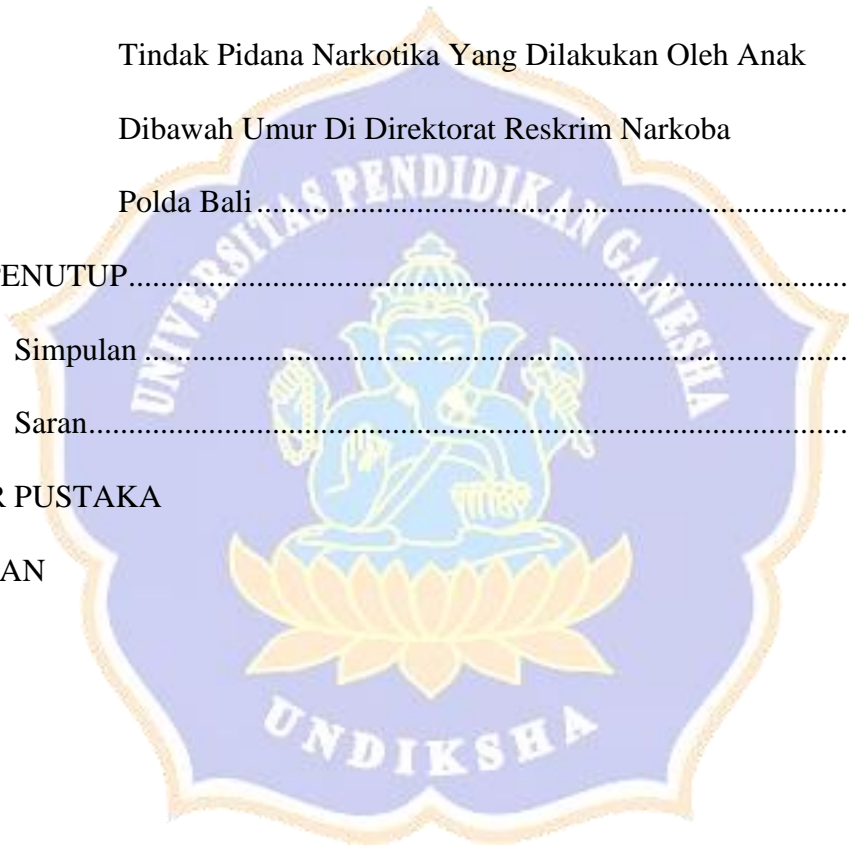 Tindak Pidana Narkotika Yang Dilakukan Oleh Anak
Dibawah Umur Di Direktorat Reskrim Narkoba
Polda Bali.......................................................................................
ENUTUP.......................................................................................................
Simpulan .....................................................................................................
Saran............................................................................................................
R PUSTAKA
AN
UNIVERSITAS PENDIDIKAN GANESHA
UNDIKSHA